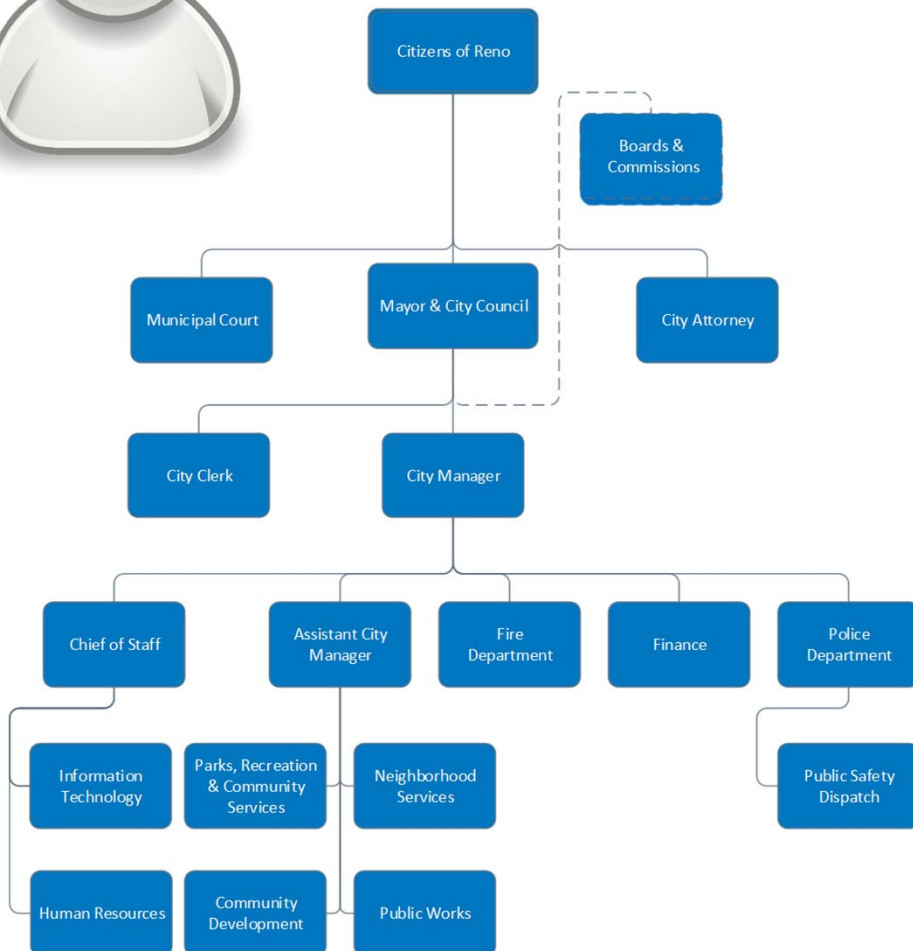 Citizens of Reno
Boards &
Commissions
Municipal Court
Mayor & City Council
City Attorney
City Clerk
City Manager
Chief of Staff
Assistant City
Manager
Fire
Department
Finance
Police
Department
Information
Technology
Parks, Recreation
& Community
Services
Neighborhood
Services
Public Safety
Dispatch
Human Resources
Community
Development
Public Works